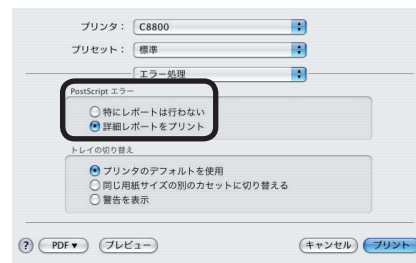 プリンタ： C8800
プリセット： 標準
エラー処理
PostScript エラー
特にレポートは行わない
詳細レポートをプリント
トレイの切り替え
プリンタのデフォルトを使用
同じ用紙サイズの別のカセットに切り替える
警告を表示
? PDF▼ プレビュー キャンセル プリント